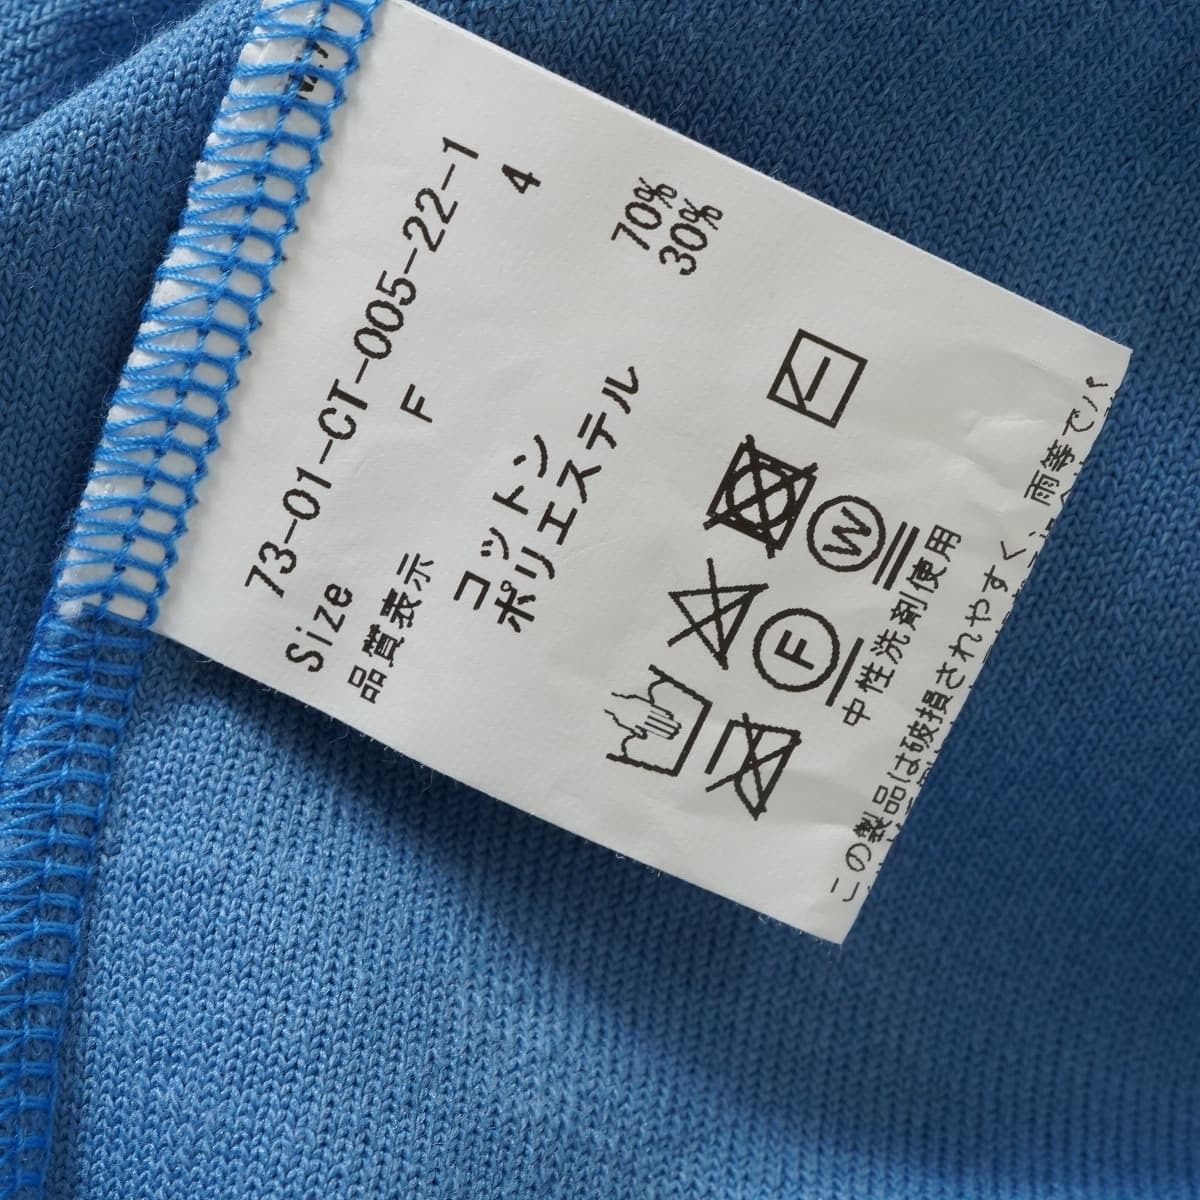 73-01-CT-005-22-1
Size F 4
品質表示
コットン 70%
ポリエステル 30%
W
F
中性洗剤使用
この製品は破損されやすく
雨等でパ